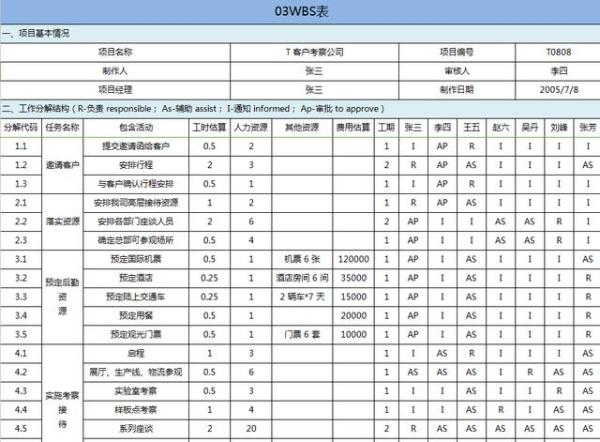 03WBS表
一、项目基本情况
项目名称 T客户考察公司 项目编号 T0808
制作人 张三 审核人 李四
项目经理 张三 制作日期 2005/7/8
二、工作分解结构（R-负责 responsible； As-辅助 assist； I-通知 informed； Ap-审批 to approve）
分解代码 任务名称 包含活动 工时估算 人力资源 其他资源 费用估算 工期 张三 李四 王五 赵六 吴丹 刘峰 张芳
1.1 邀请客户 提交邀请函给客户 0.5 2 1 I AP R I I I I
1.2 安排行程 2 3 2 R AP AS I I I AS
1.3 与客户确认行程安排 0.5 1 1 I AP R I I I I
2.1 落实资源 安排我司高层接待资源 1 2 1 R AP AS I I I AS
2.2 安排各部门座谈人员 2 6 2 AP I I AS AS R I
2.3 确定总部可参观场所 0.5 4 1 AP I I AS AS R I
3.1 预定后勤资源 预定国际机票 0.5 1 机票6张 120000 1 AP I AS I I I AS
3.2 预定酒店 0.25 1 酒店房间6间 35000 1 AP I AS I I I R
3.3 预定陆上交通车 0.25 1 2辆车*7天 15000 1 AP I AS I I I R
3.4 预定用餐 20000 1 AP I AS I I I R
3.5 预定观光门票 0.25 1 门票6套 10000 1 AP I AS I I I R
4.1 实施考察接待 启程 1 3 1 I AS R I I I AS
4.2 展厅、生产线、物流参观 0.5 6 1 AS AS AS AS AS R AS
4.3 实验室考察 0.5 3 1 I I AS AS I R AS
4.4 样板点考察 1 4 1 I AS AS R I I AS
4.5 系列座谈 2 20 2 R AS AS AS AS AS AS